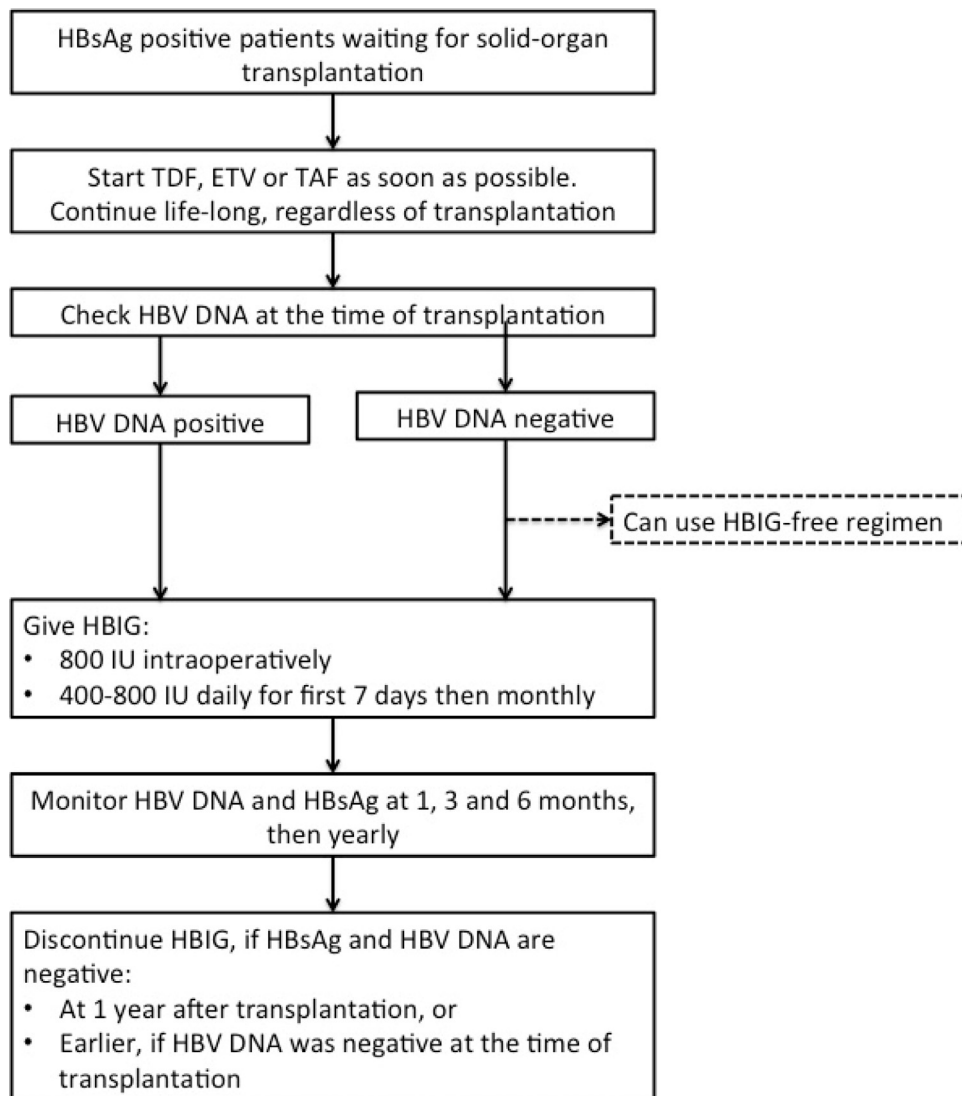 HBsAg positive patients waiting for solid-organ
transplantation
Start TDF, ETV or TAF as soon as possible.
Continue life-long, regardless of transplantation
Check HBV DNA at the time of transplantation
HBV DNA positive
HBV DNA negative
Can use HBIG-free regimen
Give HBIG:
• 800 IU intraoperatively
• 400-800 IU daily for first 7 days then monthly
Monitor HBV DNA and HBsAg at 1, 3 and 6 months,
then yearly
Discontinue HBIG, if HBsAg and HBV DNA are
negative:
• At 1 year after transplantation, or
• Earlier, if HBV DNA was negative at the time of
transplantation